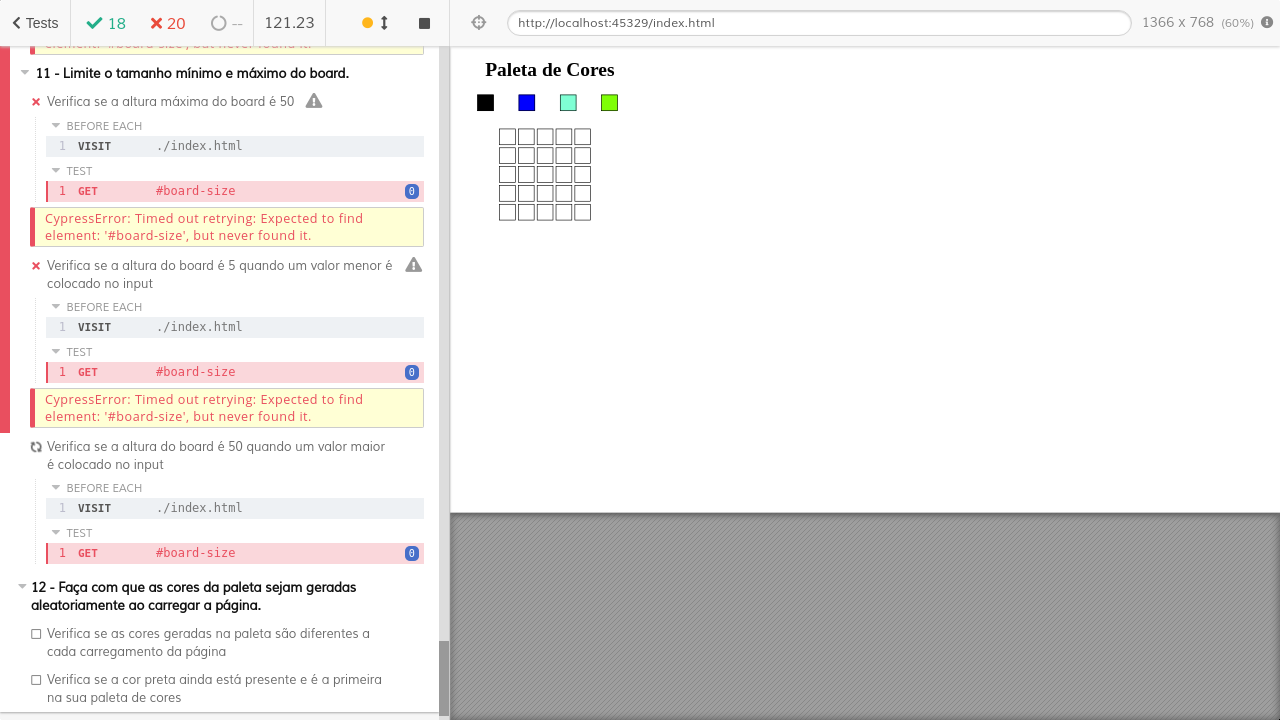 Tests
18
20
--
121.23
http://localhost:45329/index.html
1366 x 768 (60%)
element: '#board-size', but never found it.
11 - Limite o tamanho mínimo e máximo do board.
Verifica se a altura máxima do board é 50
BEFORE EACH
1 VISIT ./index.html
TEST
1 GET #board-size 0
CypressError: Timed out retrying: Expected to find
element: '#board-size', but never found it.
Verifica se a altura do board é 5 quando um valor menor é
colocado no input
BEFORE EACH
1 VISIT ./index.html
TEST
1 GET #board-size 0
CypressError: Timed out retrying: Expected to find
element: '#board-size', but never found it.
Verifica se a altura do board é 50 quando um valor maior
é colocado no input
BEFORE EACH
1 VISIT ./index.html
TEST
1 GET #board-size 0
12 - Faça com que as cores da paleta sejam geradas
aleatoriamente ao carregar a página.
Verifica se as cores geradas na paleta são diferentes a
cada carregamento da página
Verifica se a cor preta ainda está presente e é a primeira
na sua paleta de cores
Paleta de Cores